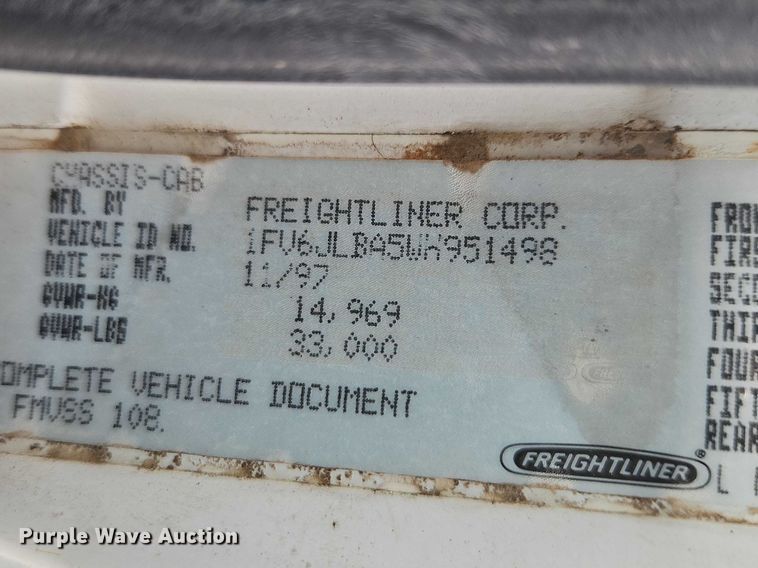 CHASSIS-CAB
MFD. BY FREIGHTLINER CORP.
VEHICLE ID NO. 1FV6JLBA5WH951498
DATE OF MFR. 11/97
GVWR-KG 14,969
GVWR-LBS 33,000
OMPLETE VEHICLE DOCUMENT
FMVSS 108.
FREIGHTLINER®
FRO
FIRS
SECO
THIR
FOUR
FIFT
REAR
L
Purple Wave Auction